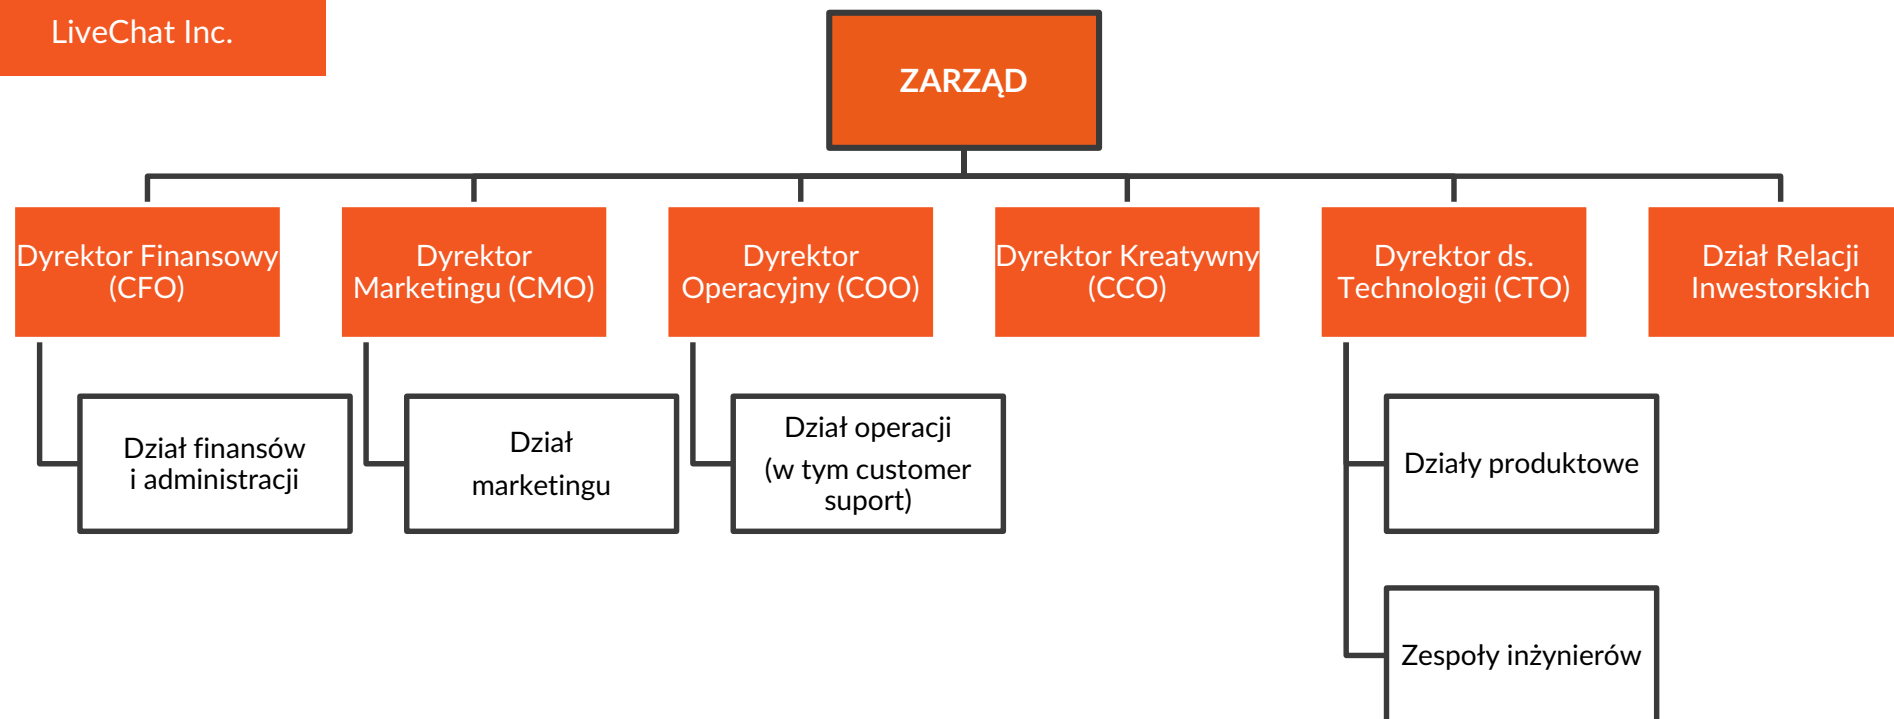 LiveChat Inc.
ZARZĄD
Dyrektor Finansowy
(CFO)
Dyrektor
Marketingu (CMO)
Dyrektor
Operacyjny (COO)
Dyrektor Kreatywny
(CCO)
Dyrektor ds.
Technologii (CTO)
Dział Relacji
Inwestorskich
Dział finansów
i administracji
Dział
marketingu
Dział operacji
(w tym customer
suport)
Działy produktowe
Zespoły inżynierów